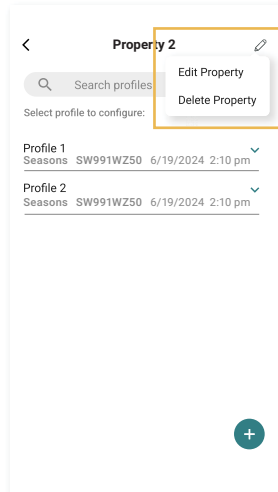 Property 2
Edit Property
Delete Property
Search profiles
Select profile to configure:
Profile 1
Seasons SW991WZ50 6/19/2024 2:10 pm
Profile 2
Seasons SW991WZ50 6/19/2024 2:10 pm